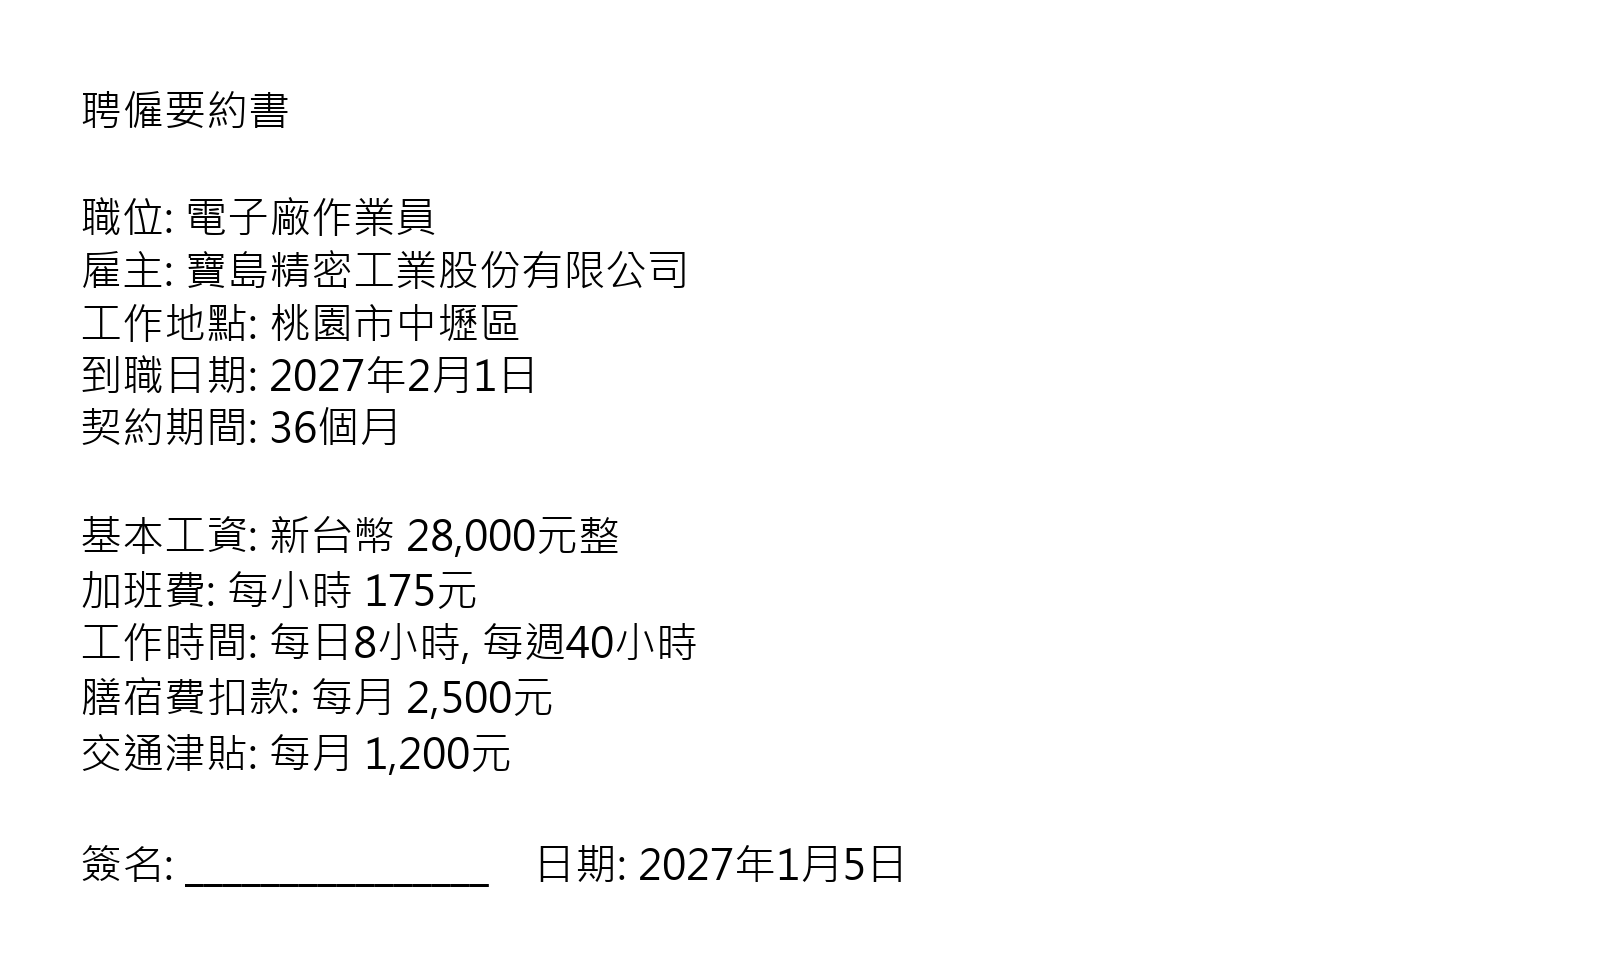 聘僱要約書
職位: 電子廠作業員
雇主: 寶島精密工業股份有限公司
工作地點: 桃園市中壢區
到職日期: 2027年2月1日
契約期間: 36個月
基本工資: 新台幣 28,000元整
加班費: 每小時 175元
工作時間: 每日8小時, 每週40小時
膳宿費扣款: 每月 2,500元
交通津貼: 每月 1,200元
簽名: ________________    日期: 2027年1月5日